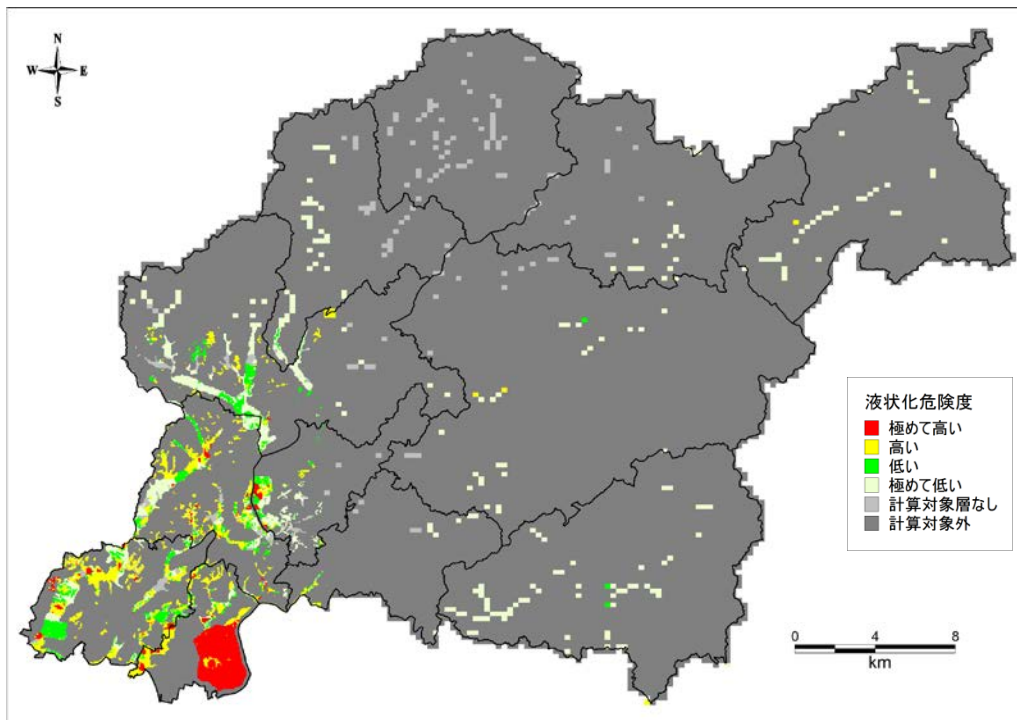 N
W E
S
液状化危険度
極めて高い
高い
低い
極めて低い
計算対象層なし
計算対象外
0 4 8
km